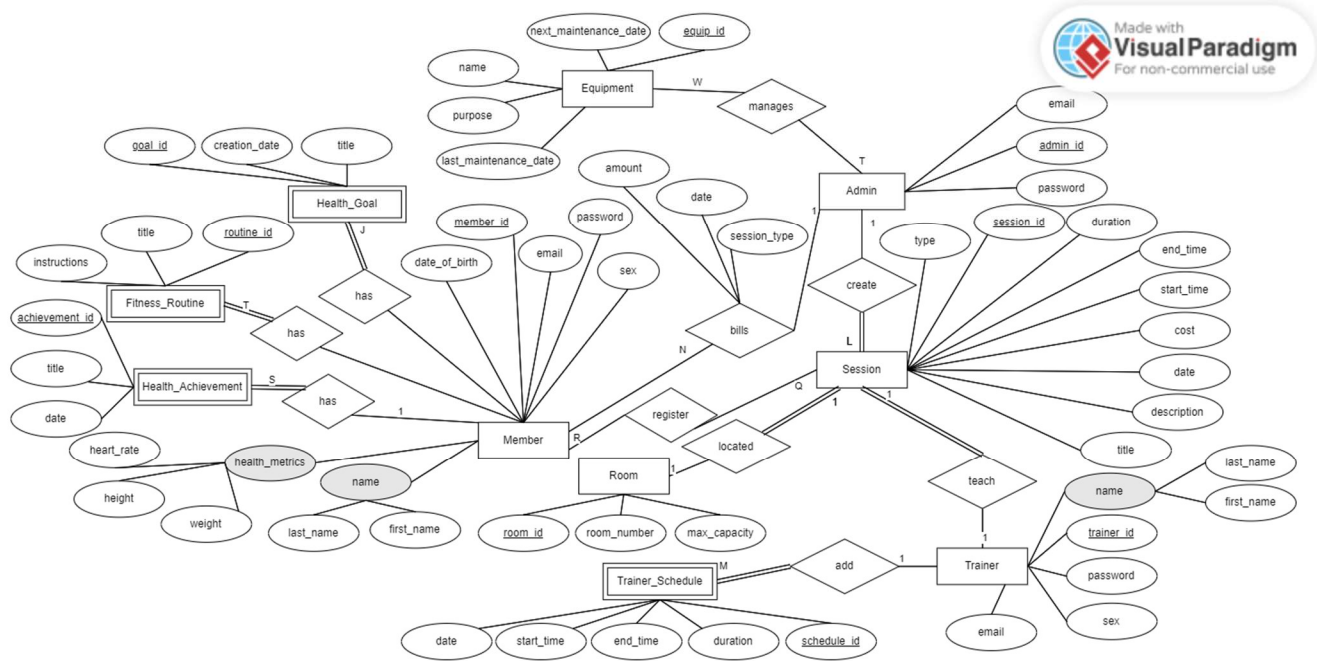 Made with
Visual Paradigm
For non-commercial use
next_maintenance_date
equip_id
name
Equipment
W
manages
purpose
last_maintenance_date
email
admin_id
password
T
Admin
1
1
goal_id
creation_date
title
Health_Goal
J
has
amount
date
session_type
bills
N
member_id
password
email
date_of_birth
sex
title
routine_id
instructions
Fitness_Routine
T
has
achievement_id
title
date
Health_Achievement
S
has
1
create
L
type
session_id
duration
end_time
start_time
cost
date
description
title
Session
Q
1
1
register
R
Member
located
1
Room
room_id
room_number
max_capacity
heart_rate
health_metrics
height
weight
name
last_name
first_name
teach
1
name
last_name
first_name
trainer_id
password
sex
email
Trainer
1
add
M
Trainer_Schedule
date
start_time
end_time
duration
schedule_id